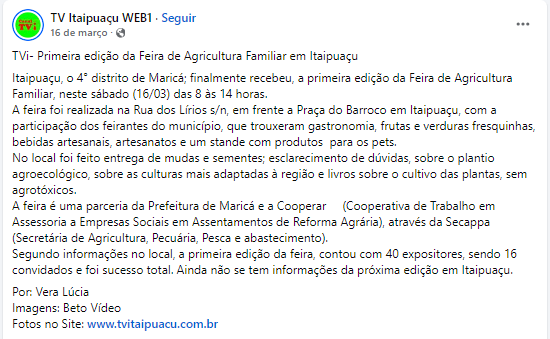 TV Itaipuaçu WEB1 · Seguir
16 de março ·
TVi- Primeira edição da Feira de Agricultura Familiar em Itaipuaçu
Itaipuaçu, o 4° distrito de Maricá; finalmente recebeu, a primeira edição da Feira de Agricultura
Familiar, neste sábado (16/03) das 8 às 14 horas.
A feira foi realizada na Rua dos Lírios s/n, em frente a Praça do Barroco em Itaipuaçu, com a
participação dos feirantes do município, que trouxeram gastronomia, frutas e verduras fresquinhas,
bebidas artesanais, artesanatos e um stande com produtos para os pets.
No local foi feito entrega de mudas e sementes; esclarecimento de dúvidas, sobre o plantio
agroecológico, sobre as culturas mais adaptadas à região e livros sobre o cultivo das plantas, sem
agrotóxicos.
A feira é uma parceria da Prefeitura de Maricá e a Cooperar (Cooperativa de Trabalho em
Assessoria a Empresas Sociais em Assentamentos de Reforma Agrária), através da Secappa
(Secretária de Agricultura, Pecuária, Pesca e abastecimento).
Segundo informações no local, a primeira edição da feira, contou com 40 expositores, sendo 16
convidados e foi sucesso total. Ainda não se tem informações da próxima edição em Itaipuaçu.
Por: Vera Lúcia
Imagens: Beto Vídeo
Fotos no Site: www.tvitaipuacu.com.br